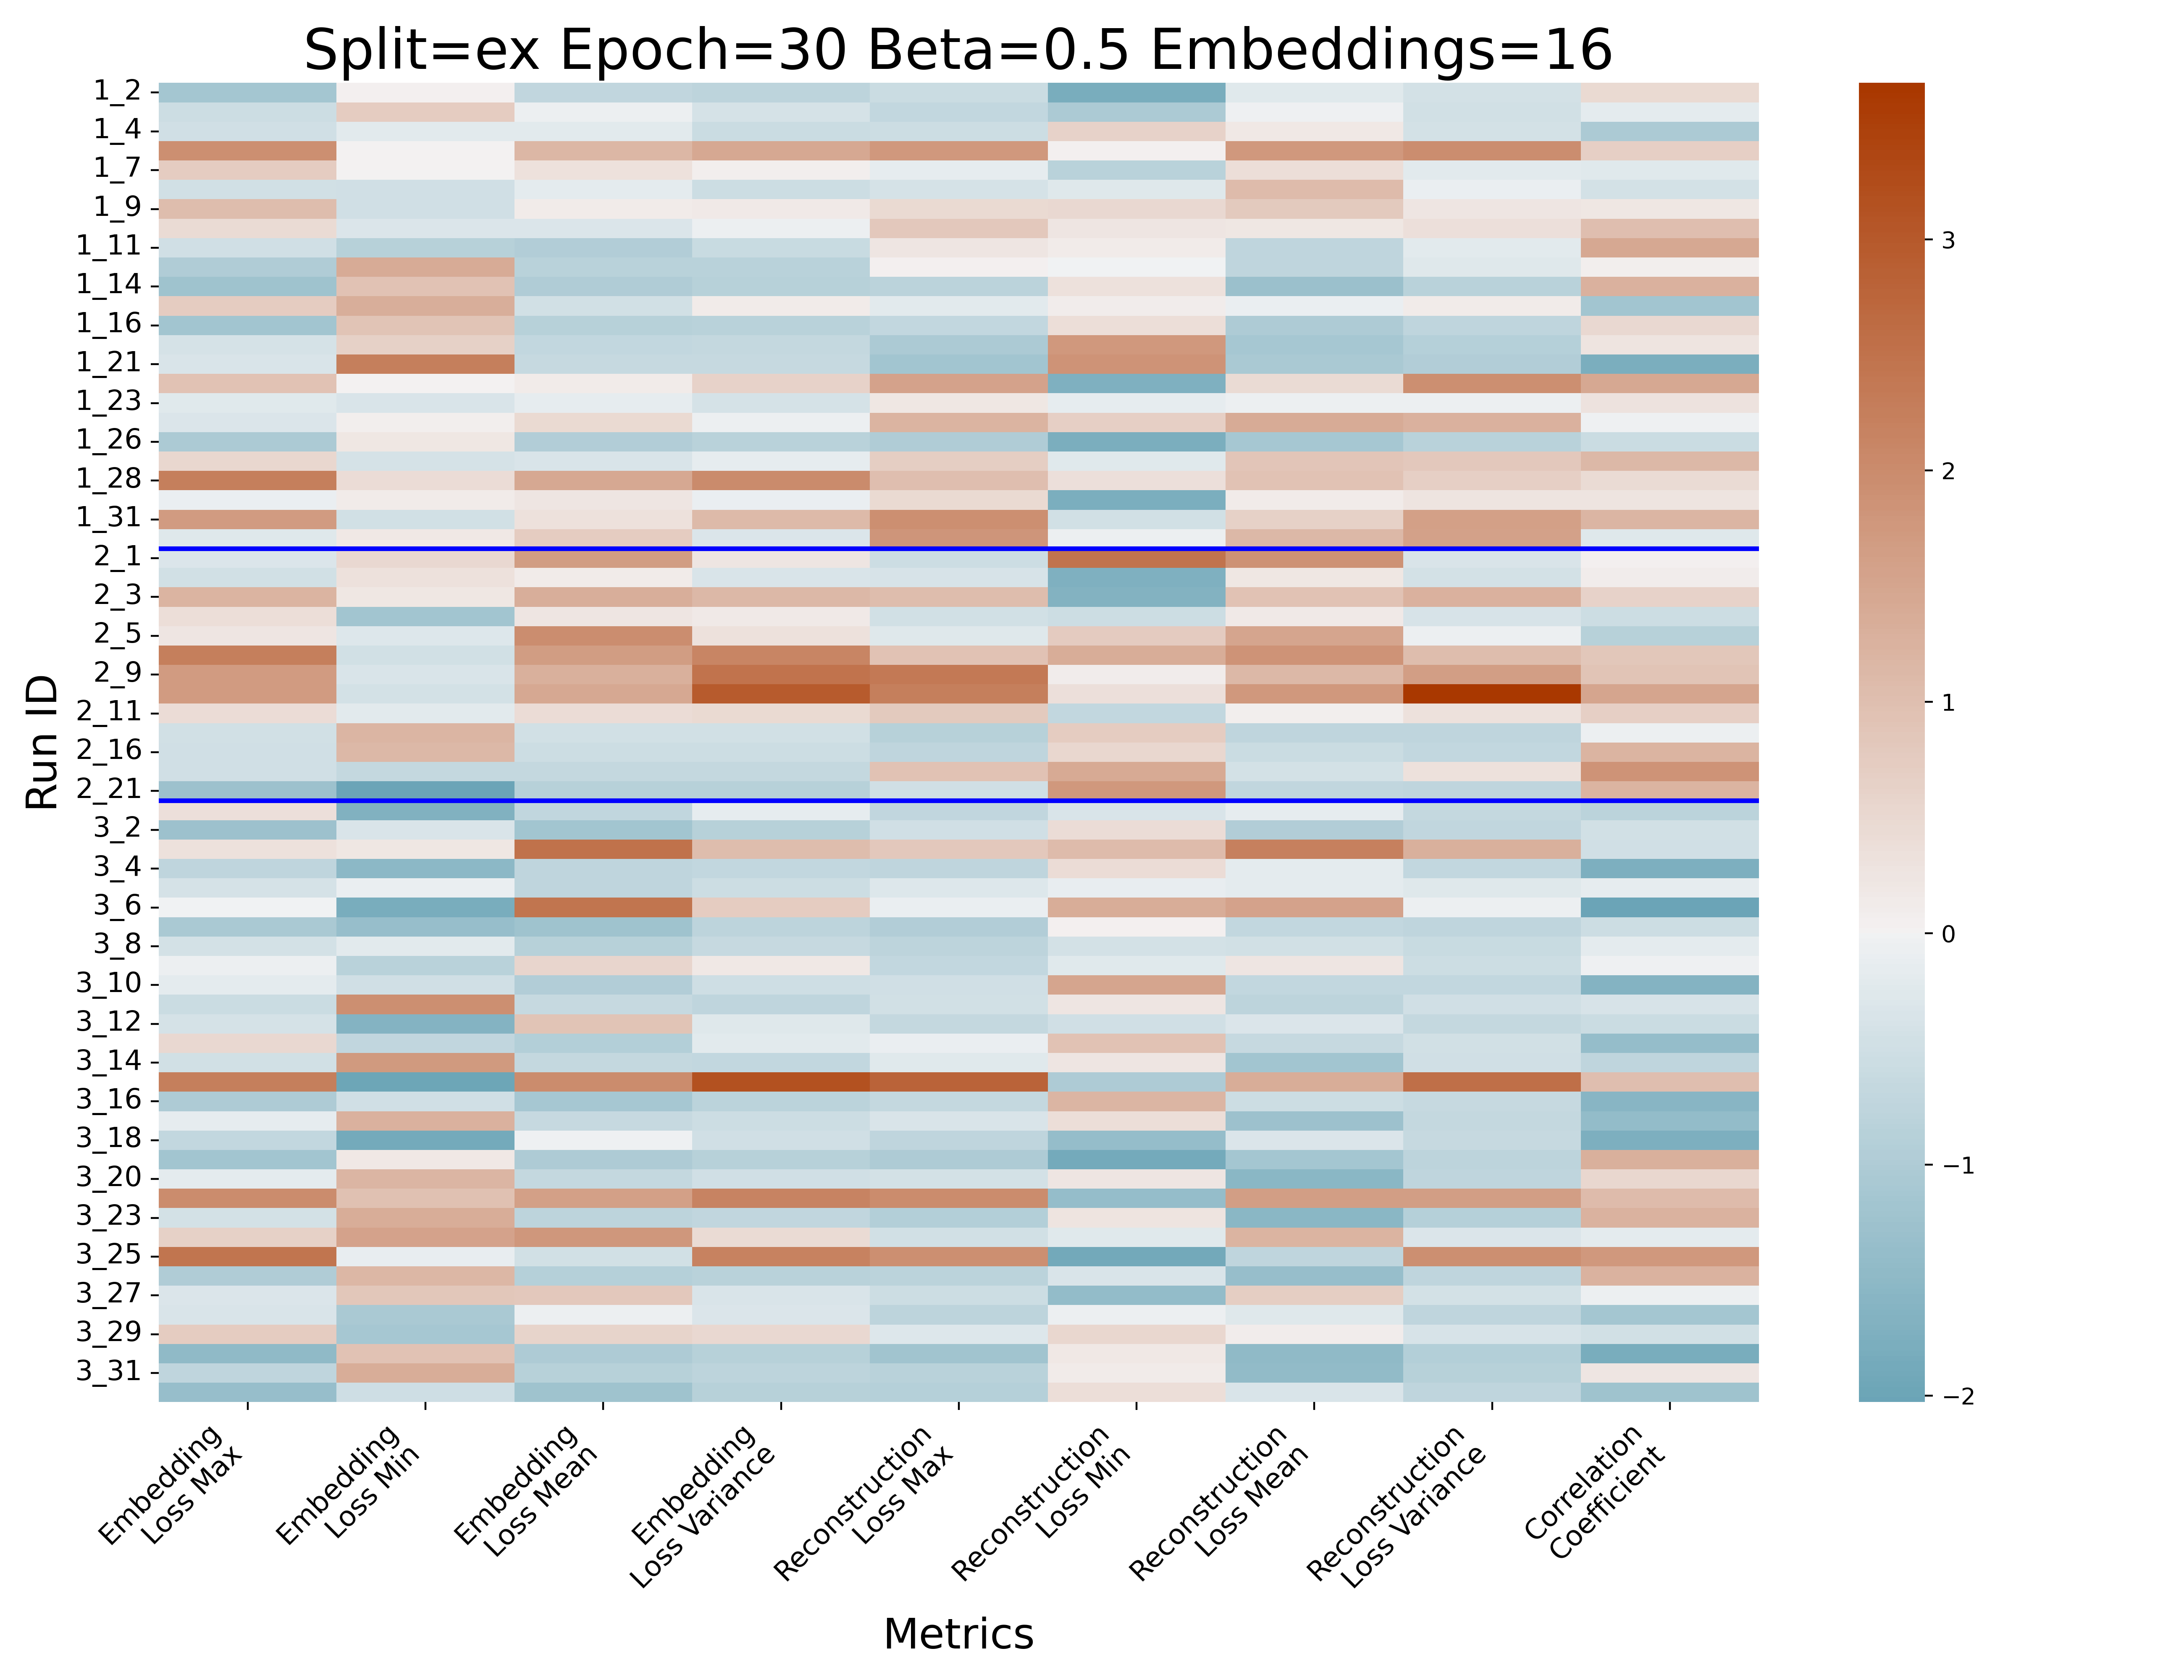 Split=ex Epoch=30 Beta=0.5 Embeddings=16
1_2
1_4
1_7
1_9
1_11
1_14
1_16
1_21
1_23
1_26
1_28
1_31
2_1
2_3
2_5
2_9
2_11
2_16
2_21
3_2
3_4
3_6
3_8
3_10
3_12
3_14
3_16
3_18
3_20
3_23
3_25
3_27
3_29
3_31
Run ID
Embedding
Loss Max
Embedding
Loss Min
Embedding
Loss Mean
Embedding
Loss Variance
Reconstruction
Loss Max
Reconstruction
Loss Min
Reconstruction
Loss Mean
Reconstruction
Loss Variance
Correlation
Coefficient
Metrics
3
2
1
0
−1
−2